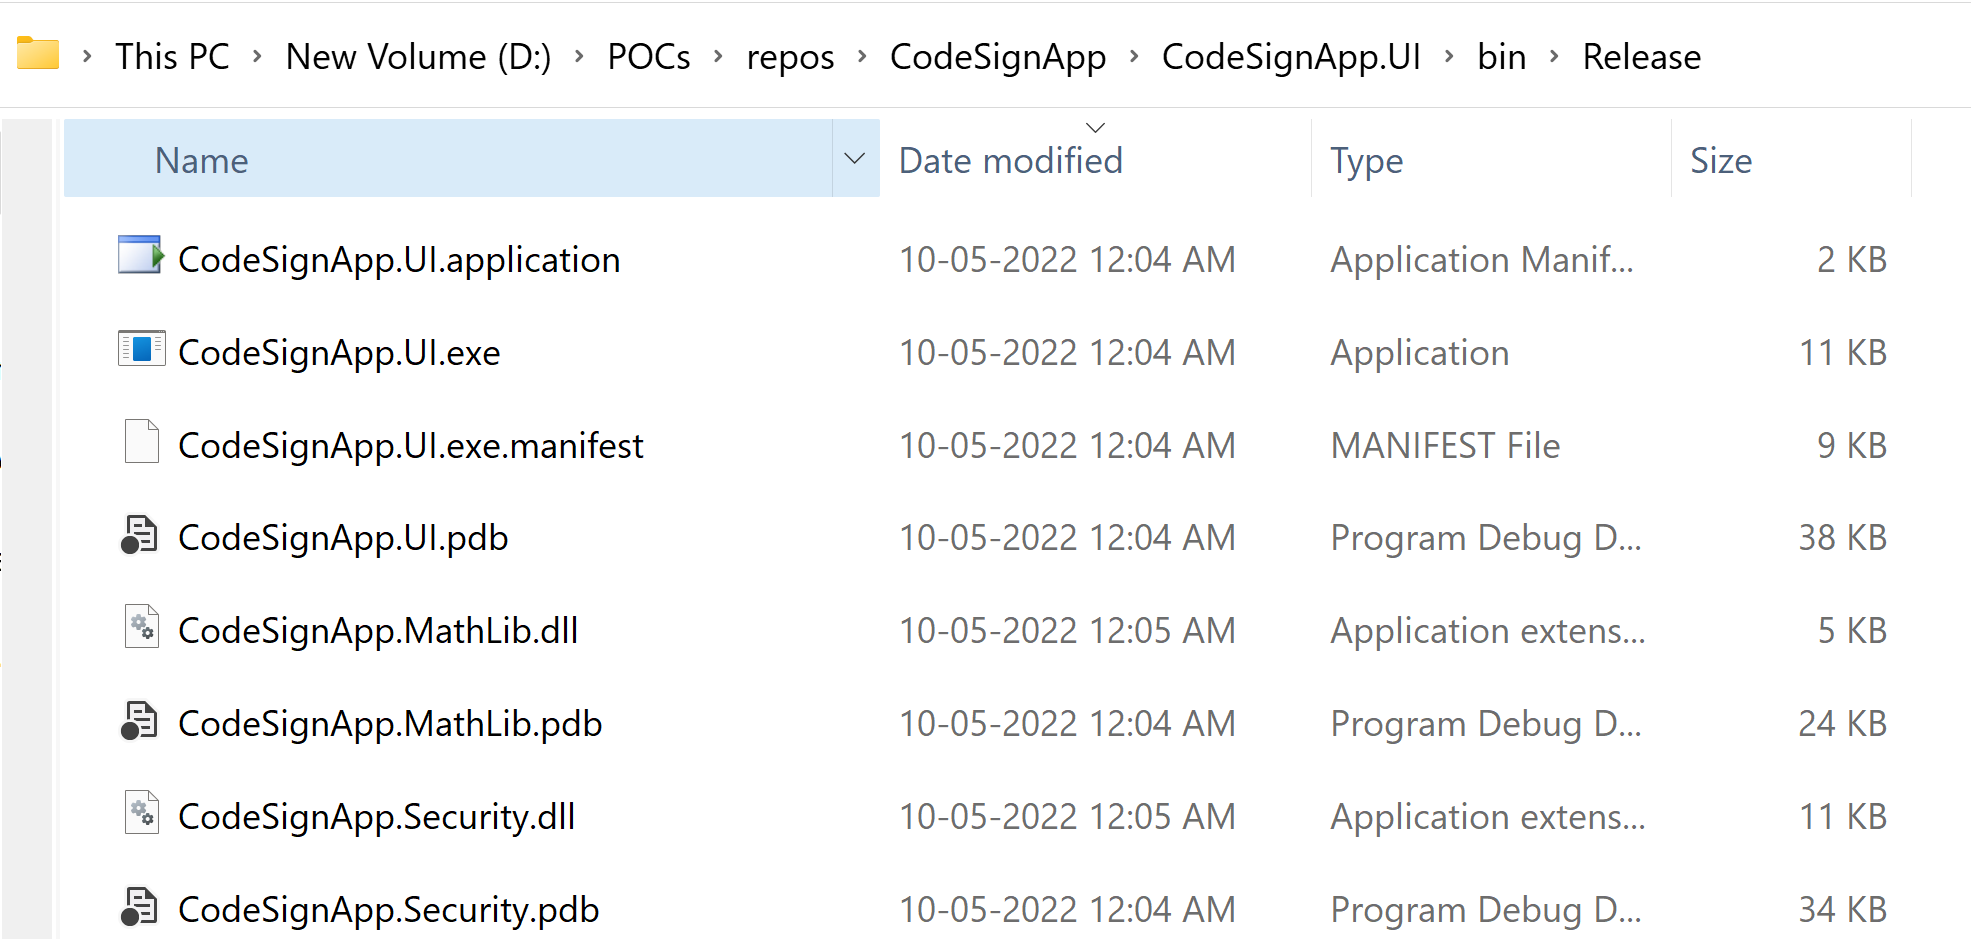 This PC > New Volume (D:) > POCs > repos > CodeSignApp > CodeSignApp.UI > bin > Release
Name Date modified Type Size
CodeSignApp.UI.application 10-05-2022 12:04 AM Application Manif... 2 KB
CodeSignApp.UI.exe 10-05-2022 12:04 AM Application 11 KB
CodeSignApp.UI.exe.manifest 10-05-2022 12:04 AM MANIFEST File 9 KB
CodeSignApp.UI.pdb 10-05-2022 12:04 AM Program Debug D... 38 KB
CodeSignApp.MathLib.dll 10-05-2022 12:05 AM Application extens... 5 KB
CodeSignApp.MathLib.pdb 10-05-2022 12:04 AM Program Debug D... 24 KB
CodeSignApp.Security.dll 10-05-2022 12:05 AM Application extens... 11 KB
CodeSignApp.Security.pdb 10-05-2022 12:04 AM Program Debug D... 34 KB